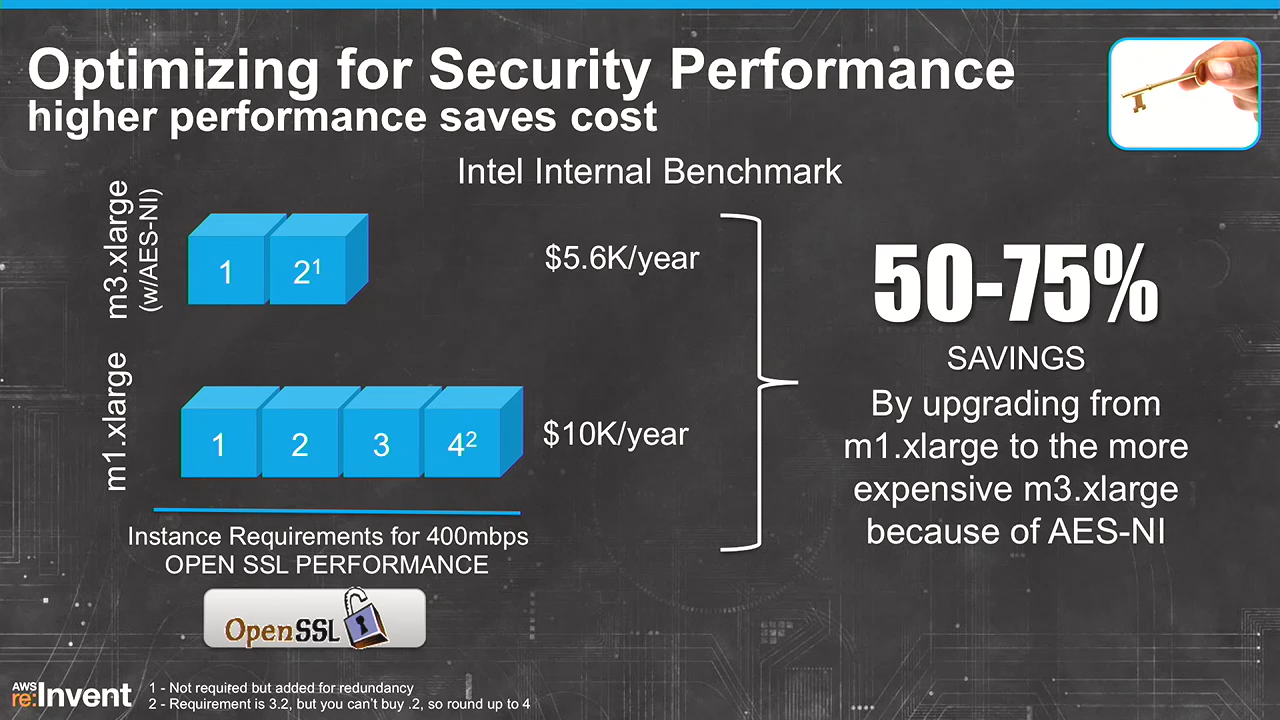 Optimizing for Security Performance
higher performance saves cost
Intel Internal Benchmark
m3.xlarge
(w/AES-NI)
1
2¹
$5.6K/year
m1.xlarge
1
2
3
4²
$10K/year
50-75%
SAVINGS
By upgrading from
m1.xlarge to the more
expensive m3.xlarge
because of AES-NI
Instance Requirements for 400mbps
OPEN SSL PERFORMANCE
OpenSSL
AWS
re:Invent
1 - Not required but added for redundancy
2 - Requirement is 3.2, but you can't buy .2, so round up to 4